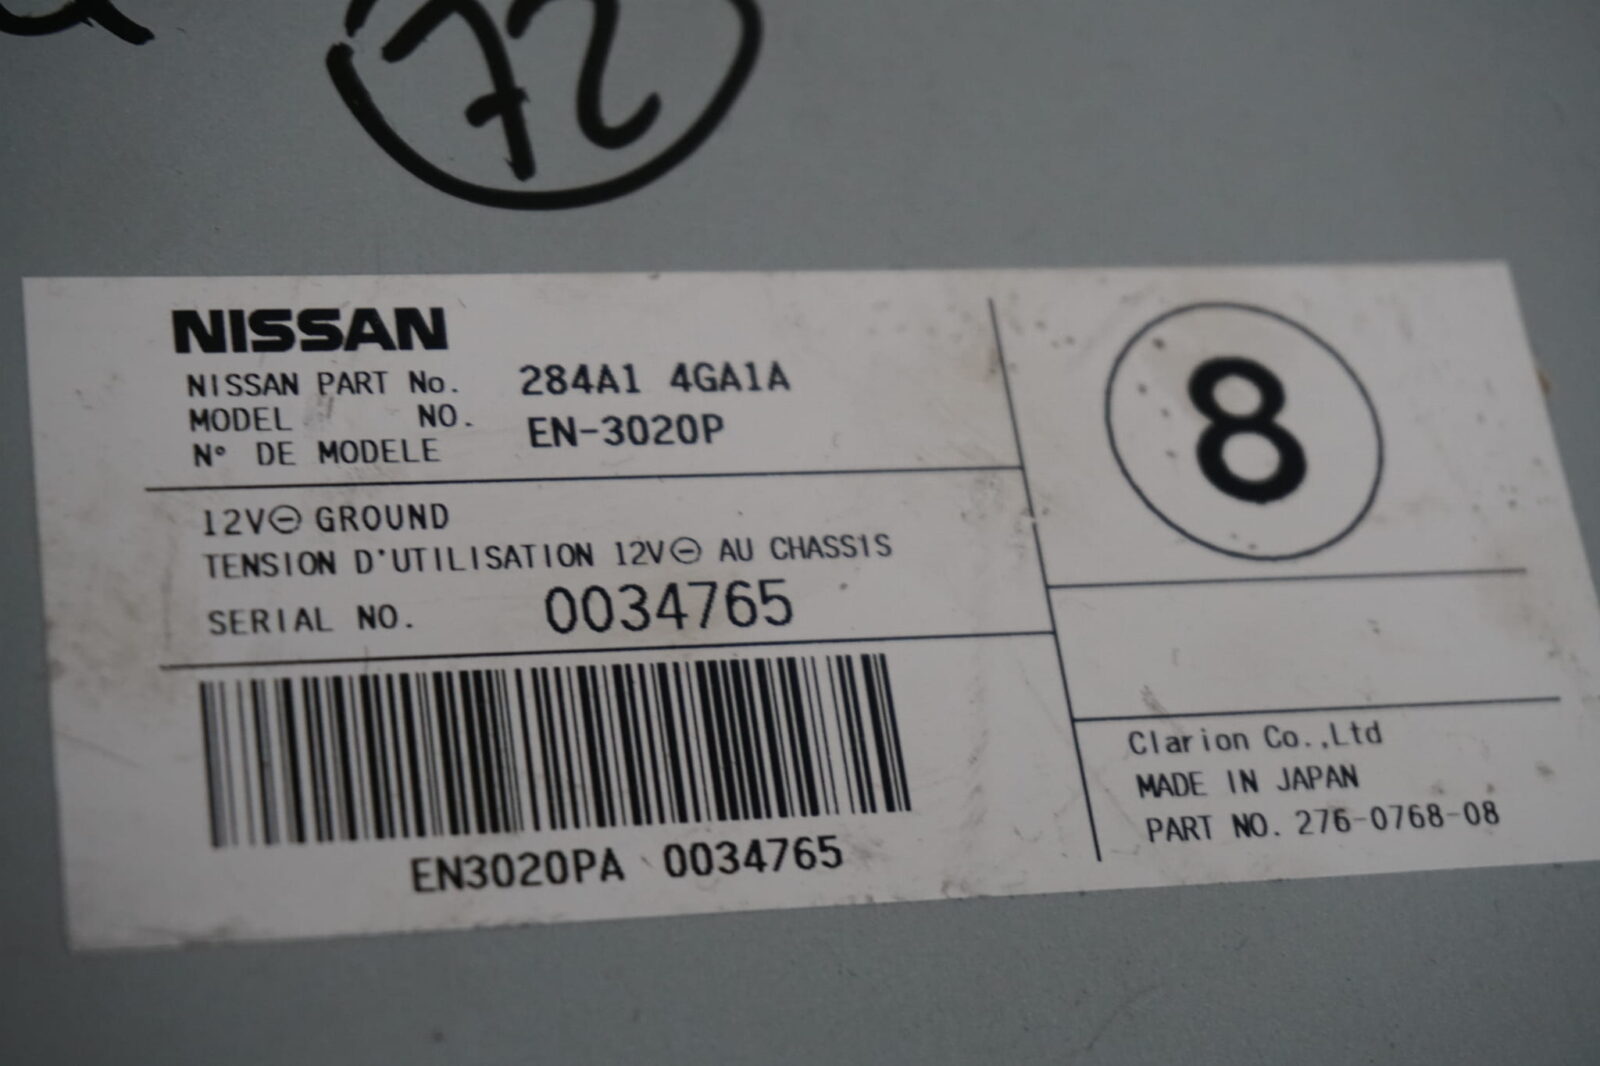 72
NISSAN
NISSAN PART No. 284A1 4GA1A
MODEL NO. EN-3020P
N° DE MODELE
8
12V⊖ GROUND
TENSION D'UTILISATION 12V⊖ AU CHASSIS
SERIAL NO. 0034765
EN3020PA 0034765
Clarion Co.,Ltd
MADE IN JAPAN
PART NO. 276-0768-08